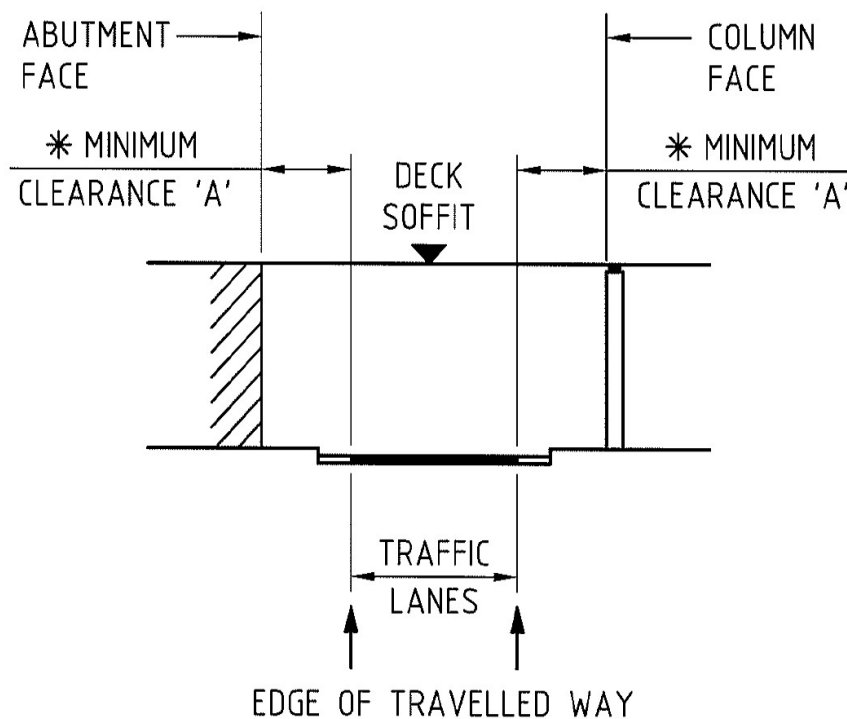 ABUTMENT
FACE
COLUMN
FACE
* MINIMUM
CLEARANCE 'A'
DECK
SOFFIT
* MINIMUM
CLEARANCE 'A'
TRAFFIC
LANES
EDGE OF TRAVELLED WAY